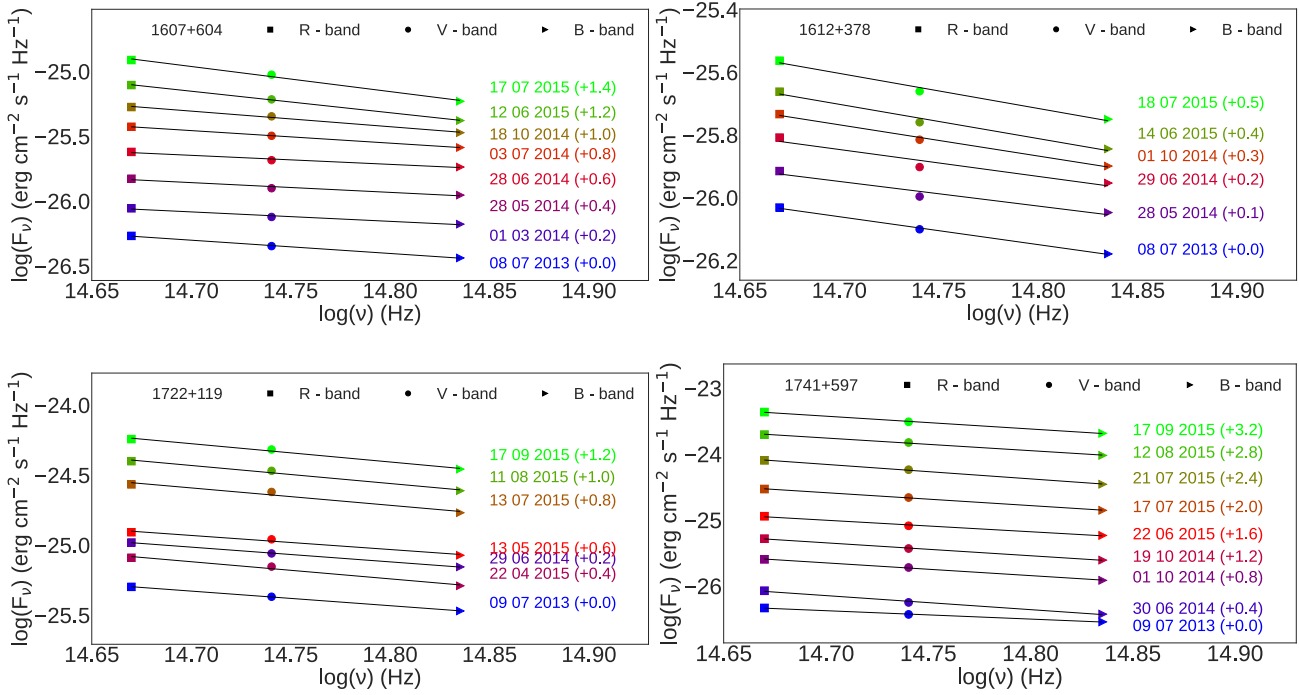 1607+604 R - band V - band B - band
log(Fν) (erg cm−2 s−1 Hz−1)
−25.0
−25.5
−26.0
−26.5
17 07 2015 (+1.4)
12 06 2015 (+1.2)
18 10 2014 (+1.0)
03 07 2014 (+0.8)
28 06 2014 (+0.6)
28 05 2014 (+0.4)
01 03 2014 (+0.2)
08 07 2013 (+0.0)
14.65 14.70 14.75 14.80 14.85 14.90
log(ν) (Hz)
1612+378 R - band V - band B - band
log(Fν) (erg cm−2 s−1 Hz−1)
−25.4
−25.6
−25.8
−26.0
−26.2
18 07 2015 (+0.5)
14 06 2015 (+0.4)
01 10 2014 (+0.3)
29 06 2014 (+0.2)
28 05 2014 (+0.1)
08 07 2013 (+0.0)
14.65 14.70 14.75 14.80 14.85 14.90
log(ν) (Hz)
1722+119 R - band V - band B - band
log(Fν) (erg cm−2 s−1 Hz−1)
−24.0
−24.5
−25.0
−25.5
17 09 2015 (+1.2)
11 08 2015 (+1.0)
13 07 2015 (+0.8)
13 05 2015 (+0.6)
29 06 2014 (+0.2)
22 04 2015 (+0.4)
09 07 2013 (+0.0)
14.65 14.70 14.75 14.80 14.85 14.90
log(ν) (Hz)
1741+597 R - band V - band B - band
log(Fν) (erg cm−2 s−1 Hz−1)
−23
−24
−25
−26
17 09 2015 (+3.2)
12 08 2015 (+2.8)
21 07 2015 (+2.4)
17 07 2015 (+2.0)
22 06 2015 (+1.6)
19 10 2014 (+1.2)
01 10 2014 (+0.8)
30 06 2014 (+0.4)
09 07 2013 (+0.0)
14.65 14.70 14.75 14.80 14.85 14.90
log(ν) (Hz)